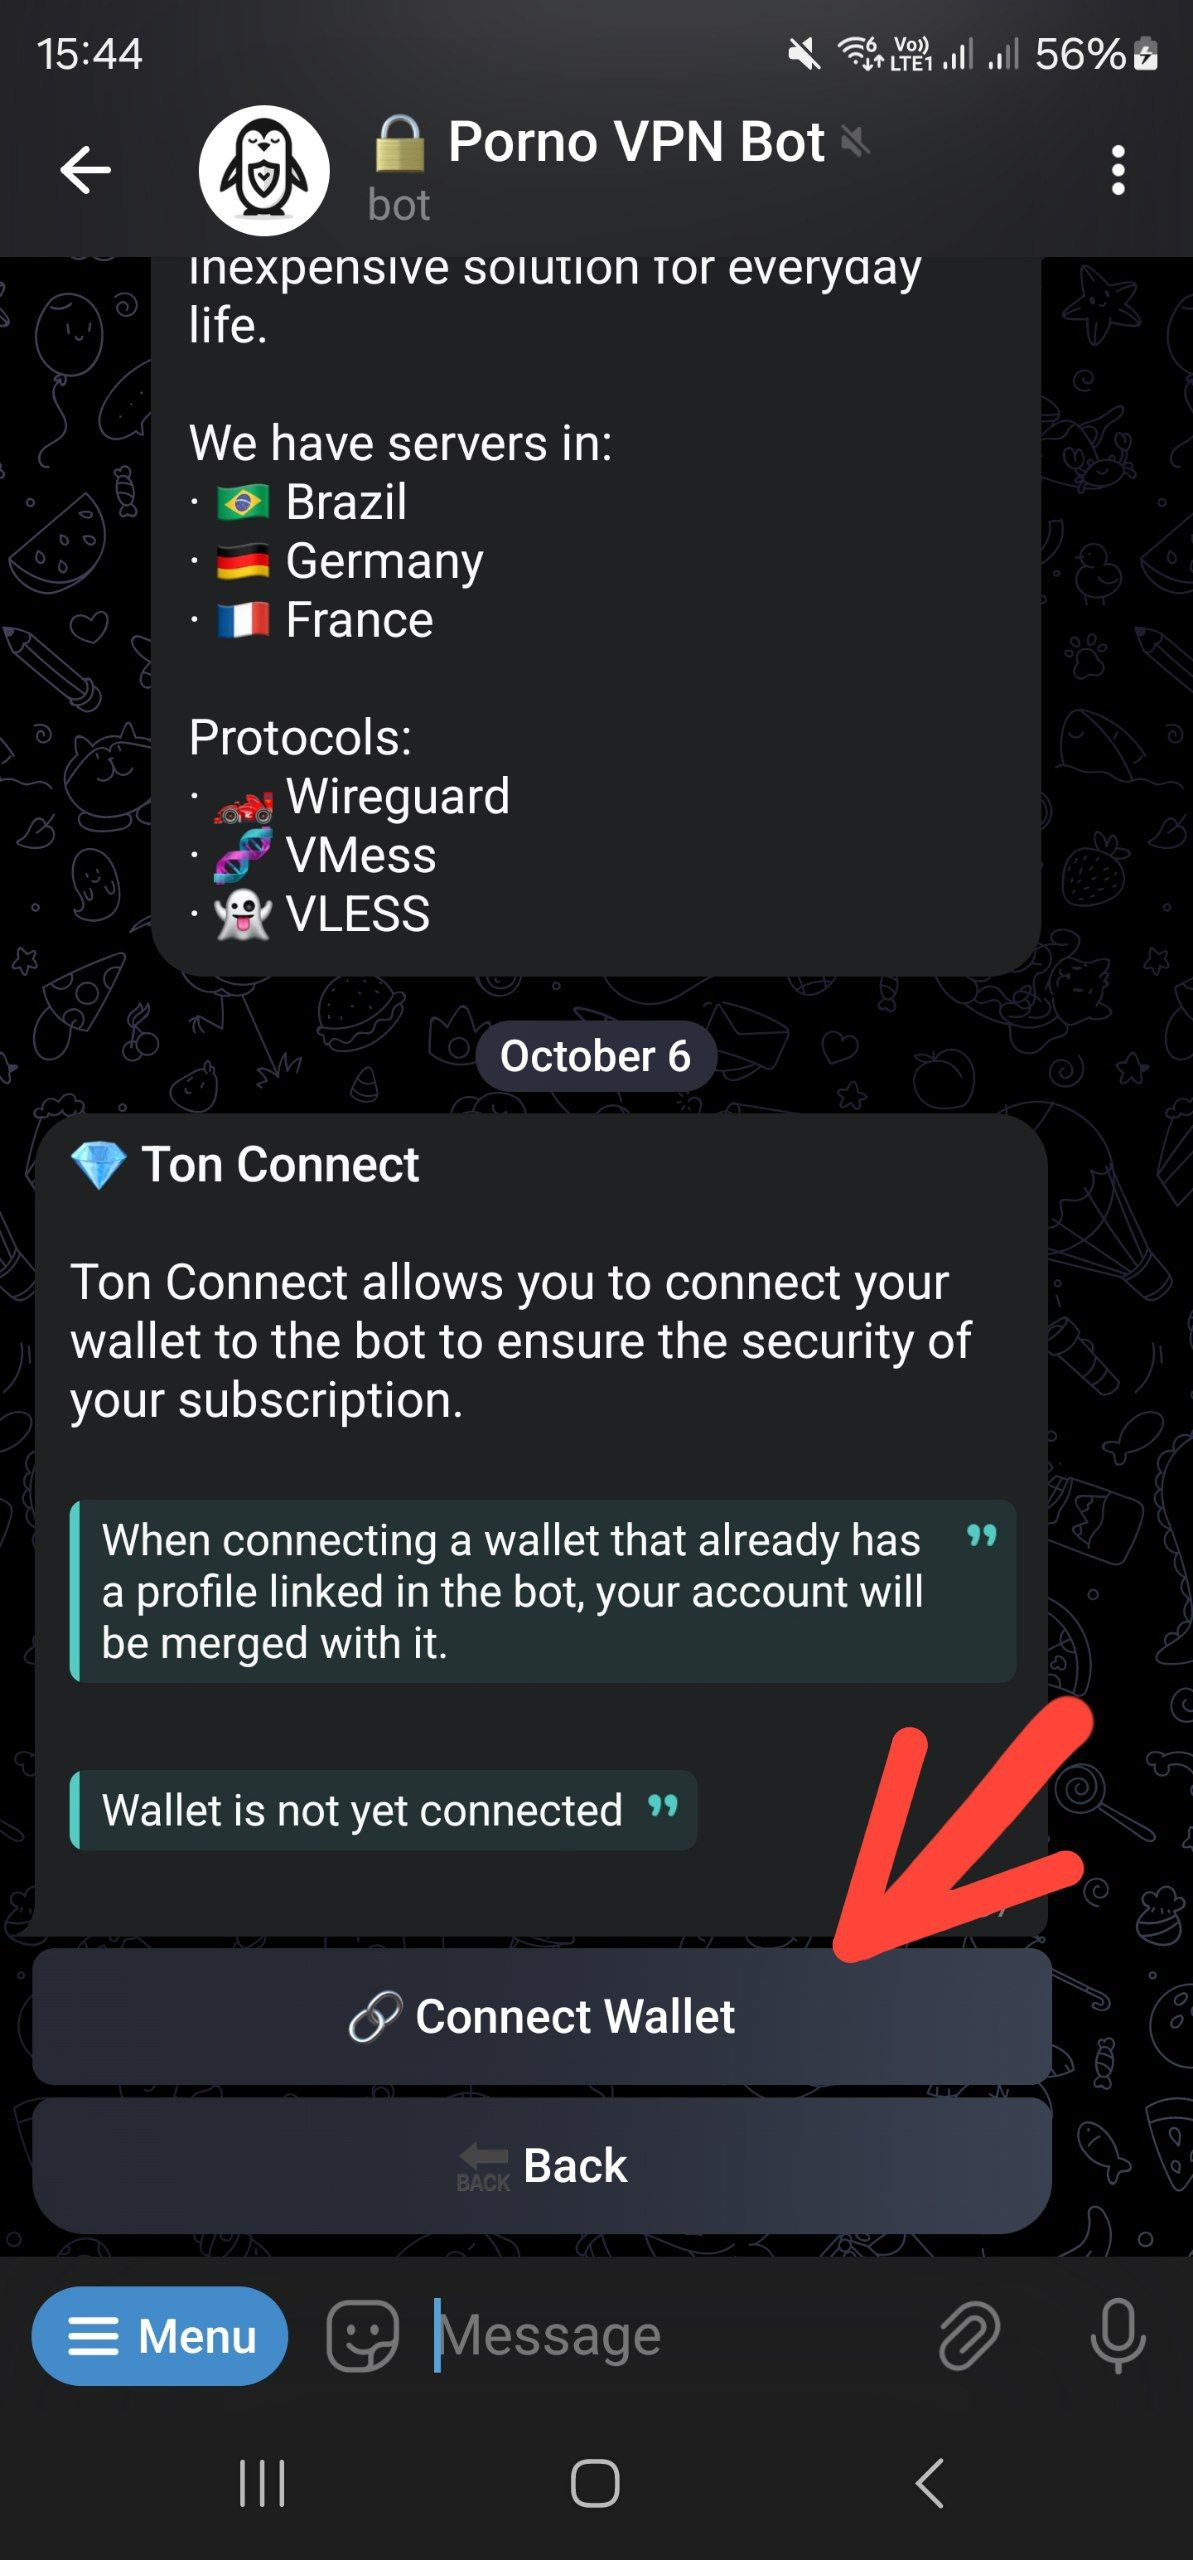 15:44
6 Vo)) LTE1 56%
Porno VPN Bot
bot
inexpensive solution for everyday
life.
We have servers in:
· 🇧🇷 Brazil
· 🇩🇪 Germany
· 🇫🇷 France
Protocols:
· 🏎 Wireguard
· 🧬 VMess
· 👻 VLESS
October 6
💎 Ton Connect
Ton Connect allows you to connect your
wallet to the bot to ensure the security of
your subscription.
When connecting a wallet that already has
a profile linked in the bot, your account will
be merged with it.
Wallet is not yet connected
🔗 Connect Wallet
BACK Back
Menu
Message